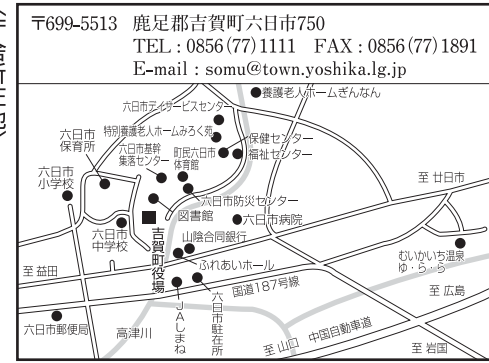 〒699-5513 鹿足郡吉賀町六日市750
TEL : 0856(77)1111 FAX : 0856(77)1891
E-mail : somu@town.yoshika.lg.jp
養護老人ホームぎんなん
六日市デイサービスセンター
特別養護老人ホームみろく苑
六日市
保育所
六日市基幹
集落センター
町民六日市
体育館
保健センター
福祉センター
六日市
小学校
至 廿日市
六日市防災センター
図書館
六日市病院
六日市
中学校
吉賀町役場
山陰合同銀行
ふれあいホール
むいかいち温泉
ゆ・ら・ら
至 益田
国道187号線
至 広島
JAしまね
六日市駐在所
六日市郵便局
高津川
至 山口
中国自動車道
至 岩国